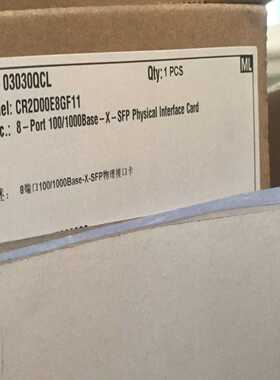 03030QCL Qty: 1 PCS ML
el: CR2D00E8GF11
c.: 8-Port 100/1000Base-X-SFP Physical Interface Card
8端口100/1000Base-X-SFP物理接口卡